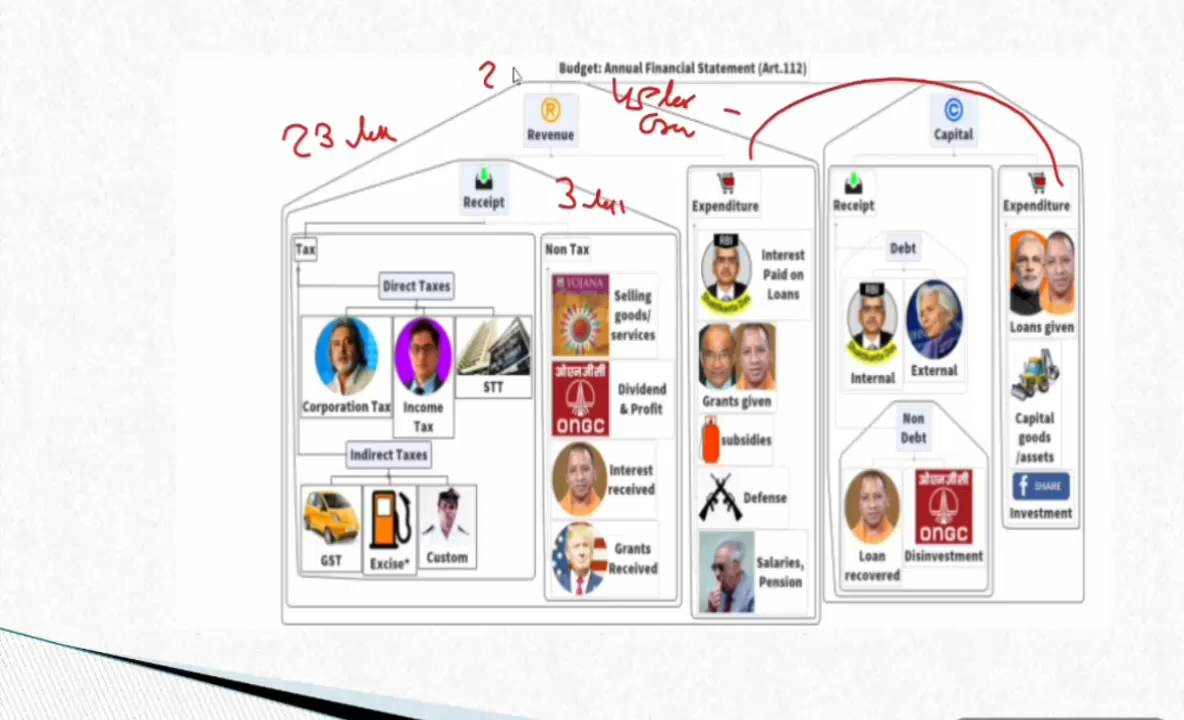 Budget: Annual Financial Statement (Art.112)
Revenue
Capital
23
3
Receipt
Expenditure
Receipt
Expenditure
Tax
Non Tax
Debt
Direct Taxes
YOJANA
Selling
goods/
services
RBI
Interest
Paid on
Loans
RBI
Internal
External
Loans given
Corporation Tax
Income
Tax
STT
ओएनजीसी
ONGC
Dividend
& Profit
Grants given
Non
Debt
Capital
goods
/assets
Indirect Taxes
subsidies
Interest
received
Defense
ओएनजीसी
ONGC
f SHARE
Investment
GST
Excise*
Custom
Grants
Received
Salaries,
Pension
Loan
recovered
Disinvestment